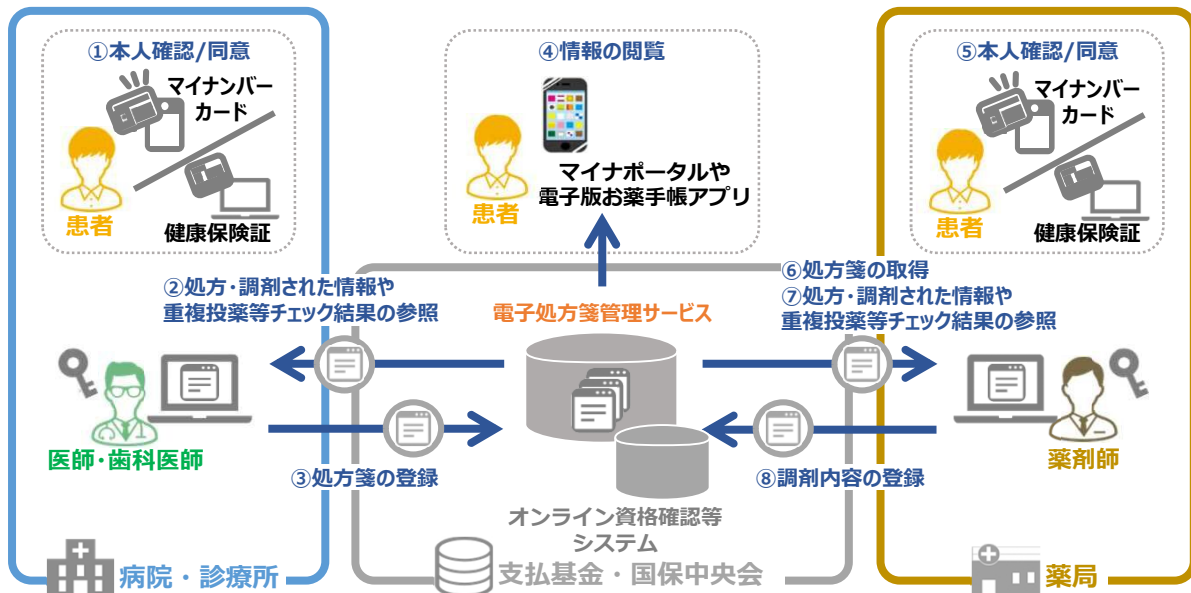 ①本人確認/同意
マイナンバー
カード
患者
健康保険証
④情報の閲覧
マイナポータルや
電子版お薬手帳アプリ
患者
⑤本人確認/同意
マイナンバー
カード
患者
健康保険証
②処方・調剤された情報や
重複投薬等チェック結果の参照
電子処方箋管理サービス
⑥処方箋の取得
⑦処方・調剤された情報や
重複投薬等チェック結果の参照
医師・歯科医師
③処方箋の登録
⑧調剤内容の登録
薬剤師
オンライン資格確認等
システム
病院・診療所
支払基金・国保中央会
薬局